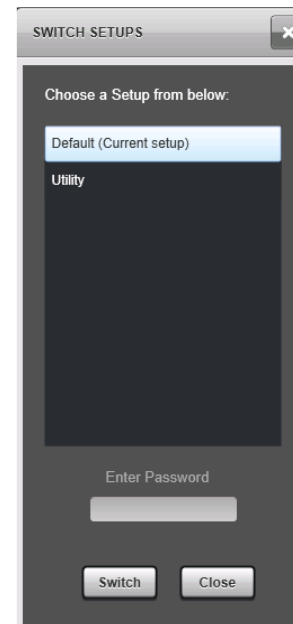 SWITCH SETUPS
Choose a Setup from below:
Default (Current setup)
Utility
Enter Password
Switch Close